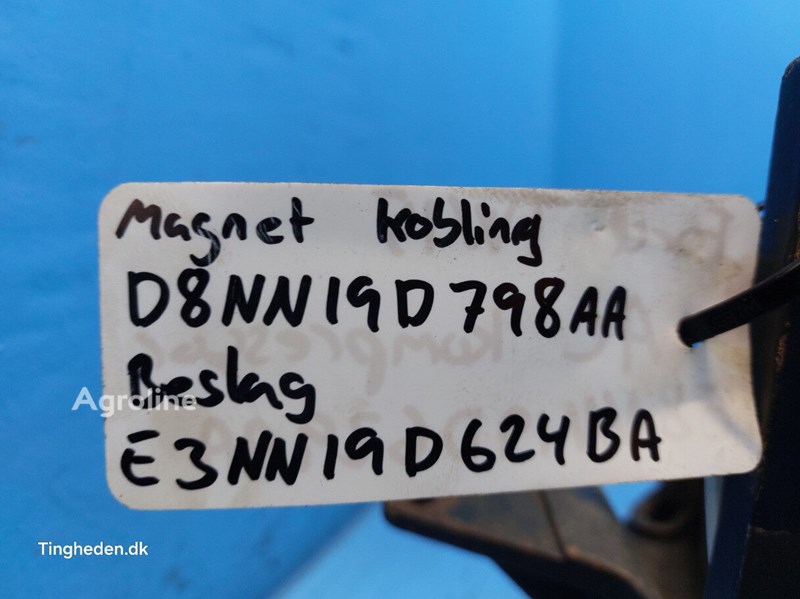 Magnet kobling
D8NN19D798AA
Beslag
Agroline
E3NN19D624BA
Tingheden.dk